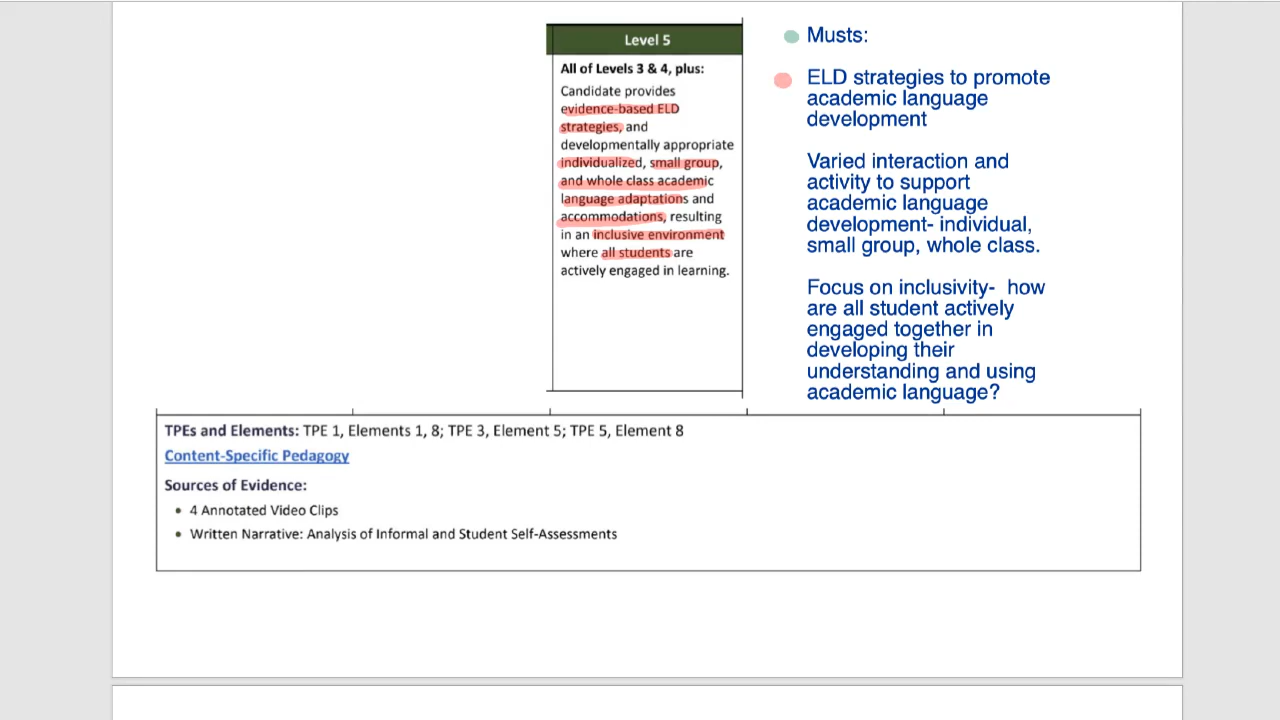 Level 5
All of Levels 3 & 4, plus:
Candidate provides
evidence-based ELD
strategies, and
developmentally appropriate
individualized, small group,
and whole class academic
language adaptations and
accommodations, resulting
in an inclusive environment
where all students are
actively engaged in learning.
Musts:
ELD strategies to promote
academic language
development
Varied interaction and
activity to support
academic language
development- individual,
small group, whole class.
Focus on inclusivity-  how
are all student actively
engaged together in
developing their
understanding and using
academic language?
TPEs and Elements: TPE 1, Elements 1, 8; TPE 3, Element 5; TPE 5, Element 8
Content-Specific Pedagogy
Sources of Evidence:
• 4 Annotated Video Clips
• Written Narrative: Analysis of Informal and Student Self-Assessments